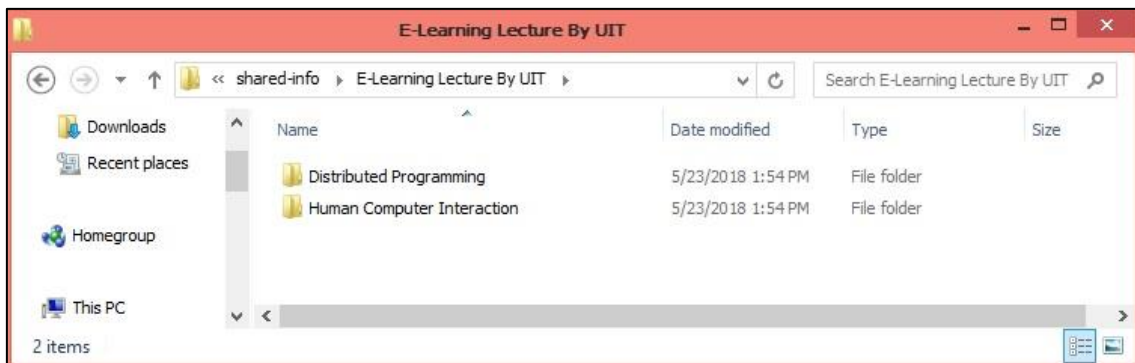 E-Learning Lecture By UIT
« shared-info E-Learning Lecture By UIT
Search E-Learning Lecture By UIT
Downloads
Recent places
Homegroup
This PC
Name Date modified Type Size
Distributed Programming 5/23/2018 1:54 PM File folder
Human Computer Interaction 5/23/2018 1:54 PM File folder
2 items